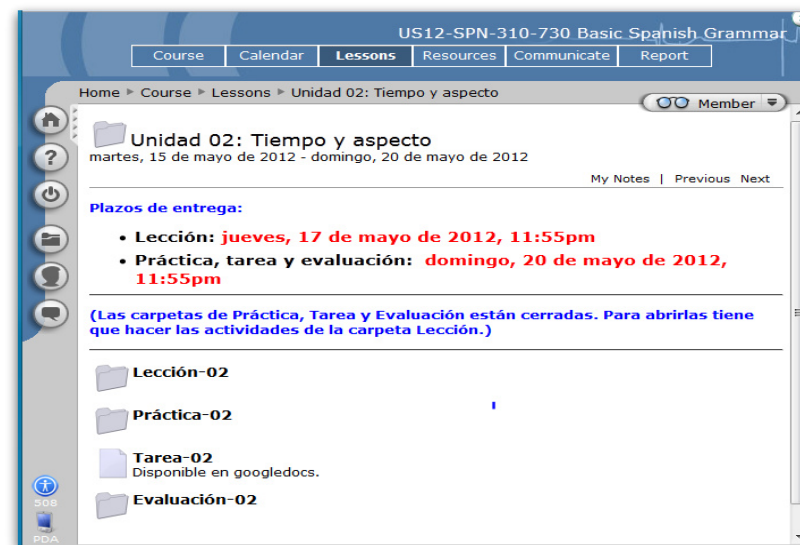 US12-SPN-310-730 Basic Spanish Grammar
Course Calendar Lessons Resources Communicate Report
Home ▸ Course ▸ Lessons ▸ Unidad 02: Tiempo y aspecto
Member
Unidad 02: Tiempo y aspecto
martes, 15 de mayo de 2012 - domingo, 20 de mayo de 2012
My Notes | Previous Next
Plazos de entrega:
• Lección: jueves, 17 de mayo de 2012, 11:55pm
• Práctica, tarea y evaluación: domingo, 20 de mayo de 2012,
11:55pm
(Las carpetas de Práctica, Tarea y Evaluación están cerradas. Para abrirlas tiene
que hacer las actividades de la carpeta Lección.)
Lección-02
Práctica-02
Tarea-02
Disponible en googledocs.
Evaluación-02
508
PDA